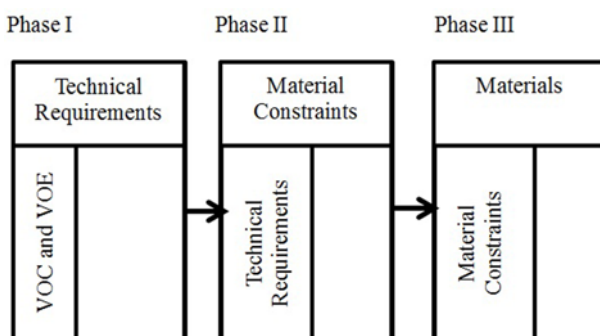 Phase I
Phase II
Phase III
Technical
Requirements
Material
Constraints
Materials
VOC and VOE
Technical
Requirements
Material
Constraints